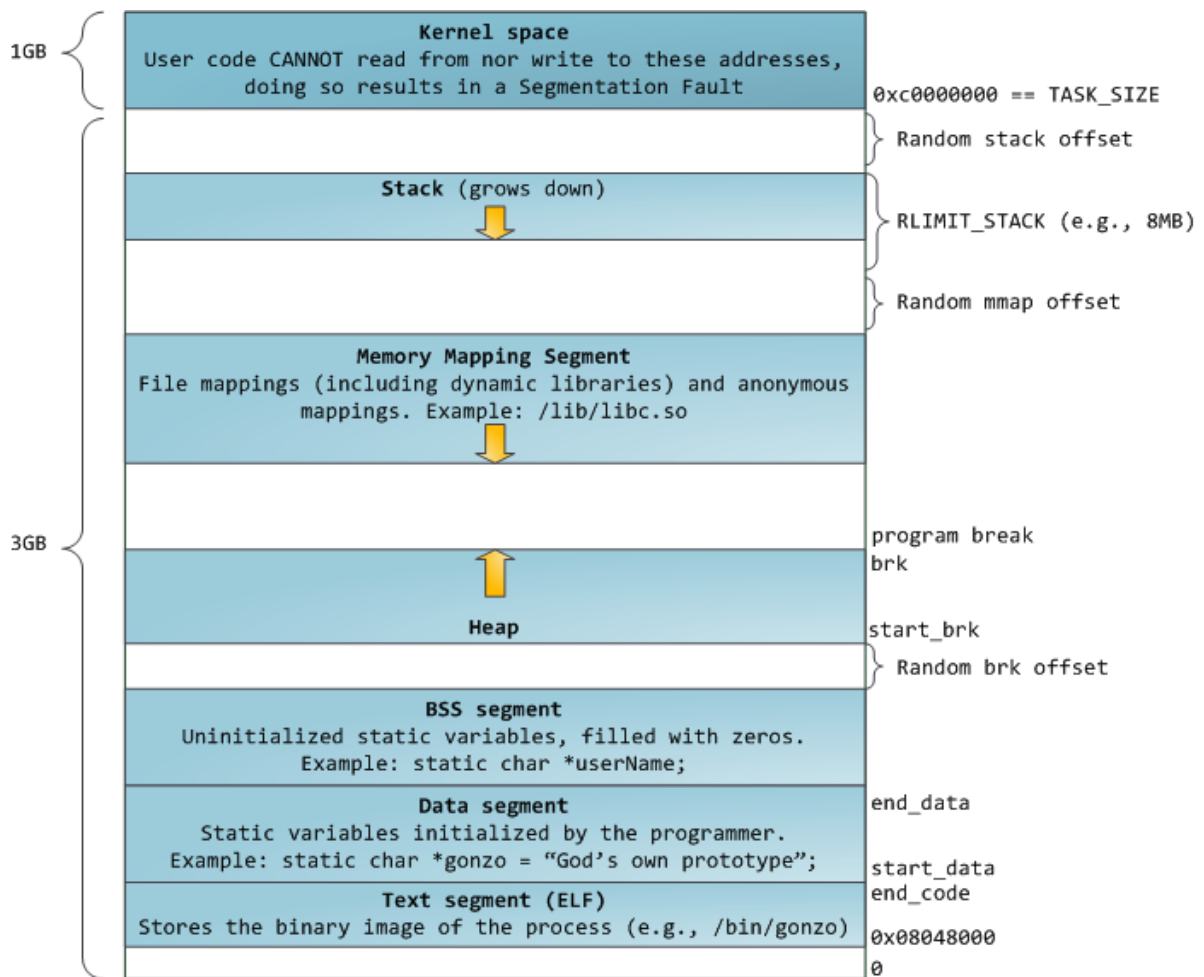 Kernel space
1GB
User code CANNOT read from nor write to these addresses,
doing so results in a Segmentation Fault
0xc0000000 == TASK_SIZE
Random stack offset
Stack (grows down)
RLIMIT_STACK (e.g., 8MB)
Random mmap offset
Memory Mapping Segment
File mappings (including dynamic libraries) and anonymous
mappings. Example: /lib/libc.so
3GB
program break
brk
Heap
start_brk
Random brk offset
BSS segment
Uninitialized static variables, filled with zeros.
Example: static char *userName;
Data segment
end_data
Static variables initialized by the programmer.
Example: static char *gonzo = “God’s own prototype”;
start_data
end_code
Text segment (ELF)
Stores the binary image of the process (e.g., /bin/gonzo)
0x08048000
0